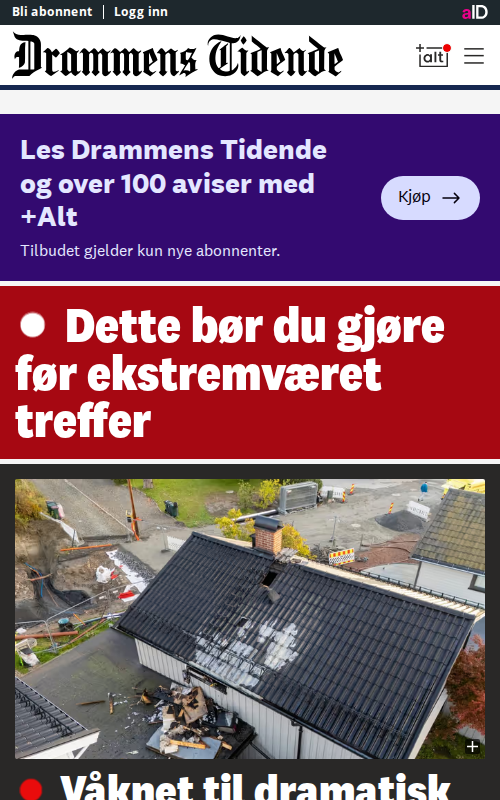 Bli abonnent | Logg inn
aID
Drammens Tidende
+alt
Les Drammens Tidende
og over 100 aviser med
+Alt
Kjøp →
Tilbudet gjelder kun nye abonnenter.
Dette bør du gjøre
før ekstremværet
treffer
+
Våknet til dramatisk